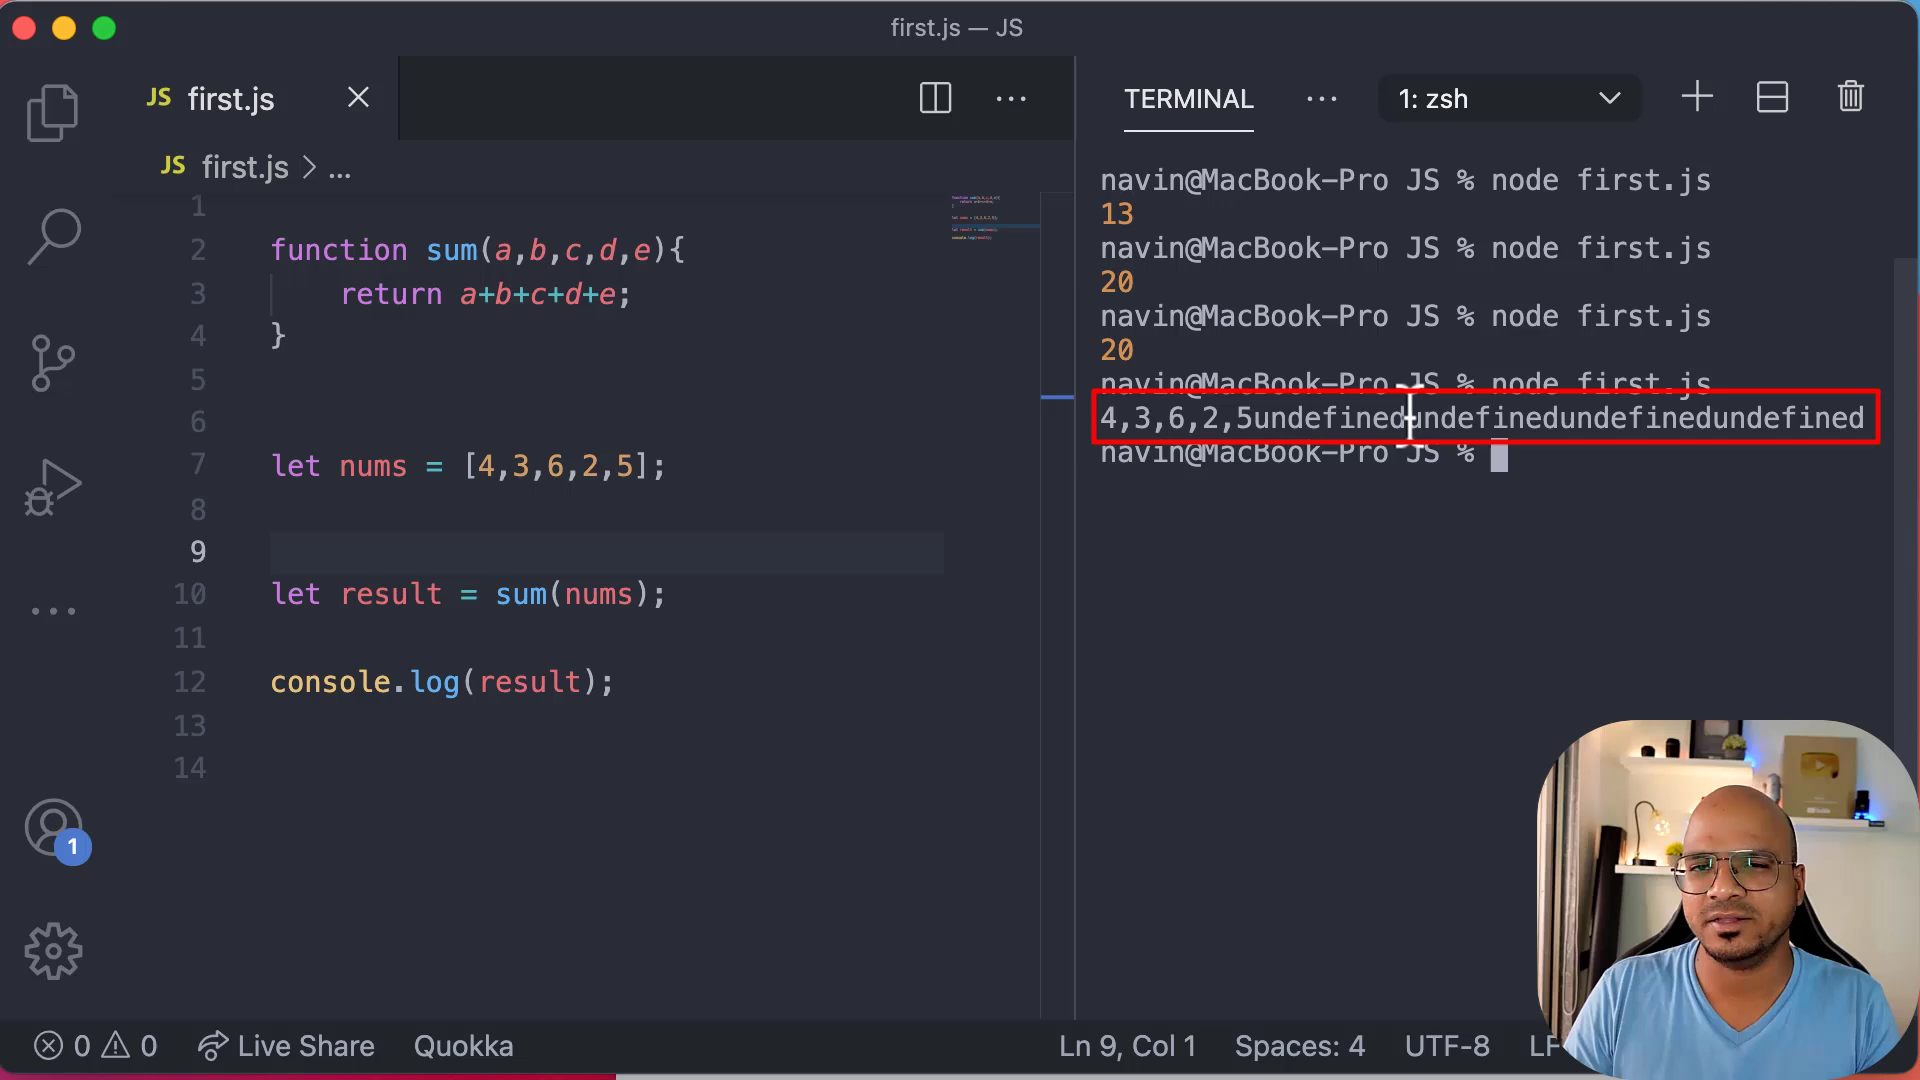 first.js — JS
JS first.js
JS first.js > ...
1
2 function sum(a,b,c,d,e){
3 return a+b+c+d+e;
4 }
5
6
7 let nums = [4,3,6,2,5];
8
9
10 let result = sum(nums);
11
12 console.log(result);
13
14
1
TERMINAL
1: zsh
navin@MacBook-Pro JS % node first.js
13
navin@MacBook-Pro JS % node first.js
20
navin@MacBook-Pro JS % node first.js
20
navin@MacBook-Pro JS % node first.js
4,3,6,2,5undefinedundefinedundefinedundefined
navin@MacBook-Pro JS %
0 0 Live Share Quokka Ln 9, Col 1 Spaces: 4 UTF-8 LF